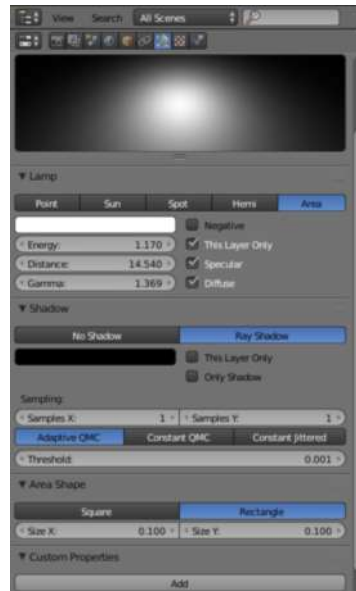 View Search All Scenes
Lamp
Point Sun Spot Hemi Area
Negative
Energy: 1.170 This Layer Only
Distance: 14.540 Specular
Gamma: 1.369 Diffuse
Shadow
No Shadow Ray Shadow
This Layer Only
Only Shadow
Sampling:
Samples X: 1 Samples Y: 1
Adaptive QMC Constant QMC Constant Jittered
Threshold: 0.001
Area Shape
Square Rectangle
Size X: 0.100 Size Y: 0.100
Custom Properties
Add